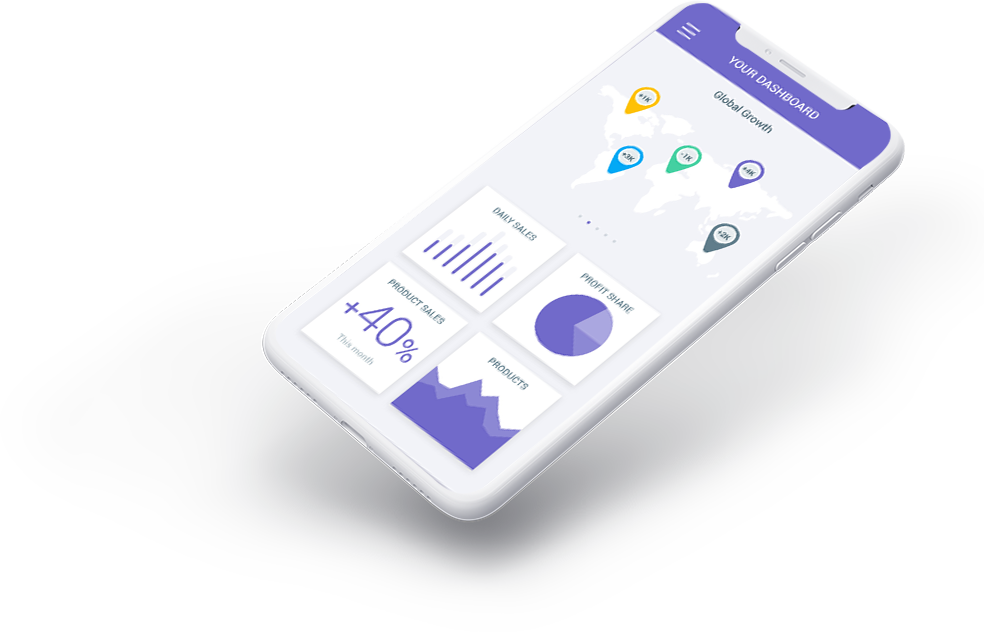 YOUR DASHBOARD
Global Growth
+1K
+3K
-1K
+4K
+2K
DAILY SALES
PROFIT SHARE
PRODUCT SALES
+40%
This month
PRODUCTS